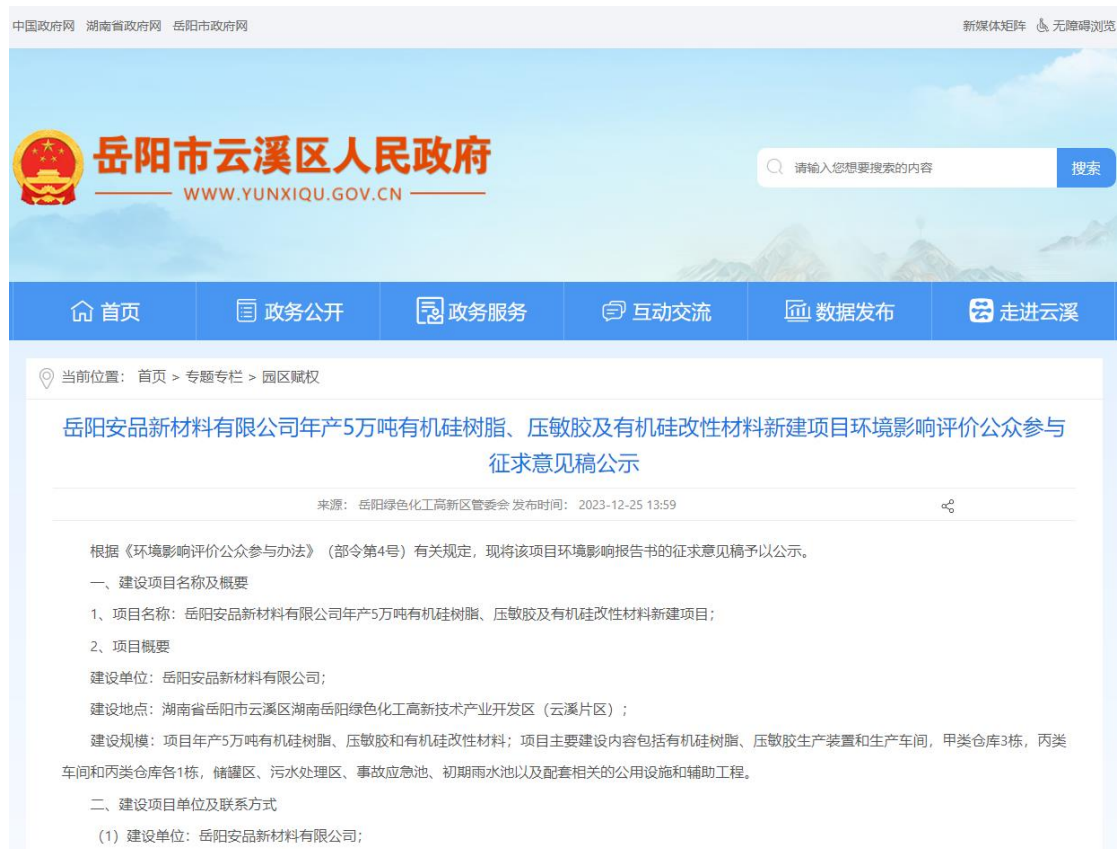 中国政府网 湖南省政府网 岳阳市政府网 新媒体矩阵 无障碍浏览
岳阳市云溪区人民政府
WWW.YUNXIQU.GOV.CN
请输入您想要搜索的内容 搜索
首页 政务公开 政务服务 互动交流 数据发布 走进云溪
当前位置： 首页 > 专题专栏 > 园区赋权
岳阳安品新材料有限公司年产5万吨有机硅树脂、压敏胶及有机硅改性材料新建项目环境影响评价公众参与
征求意见稿公示
来源： 岳阳绿色化工高新区管委会 发布时间： 2023-12-25 13:59
根据《环境影响评价公众参与办法》（部令第4号）有关规定，现将该项目环境影响报告书的征求意见稿予以公示。
一、建设项目名称及概要
1、项目名称：岳阳安品新材料有限公司年产5万吨有机硅树脂、压敏胶及有机硅改性材料新建项目；
2、项目概要
建设单位：岳阳安品新材料有限公司；
建设地点：湖南省岳阳市云溪区湖南岳阳绿色化工高新技术产业开发区（云溪片区）；
建设规模：项目年产5万吨有机硅树脂、压敏胶和有机硅改性材料；项目主要建设内容包括有机硅树脂、压敏胶生产装置和生产车间，甲类仓库3栋，丙类
车间和丙类仓库各1栋，储罐区、污水处理区、事故应急池、初期雨水池以及配套相关的公用设施和辅助工程。
二、建设项目单位及联系方式
（1）建设单位：岳阳安品新材料有限公司；